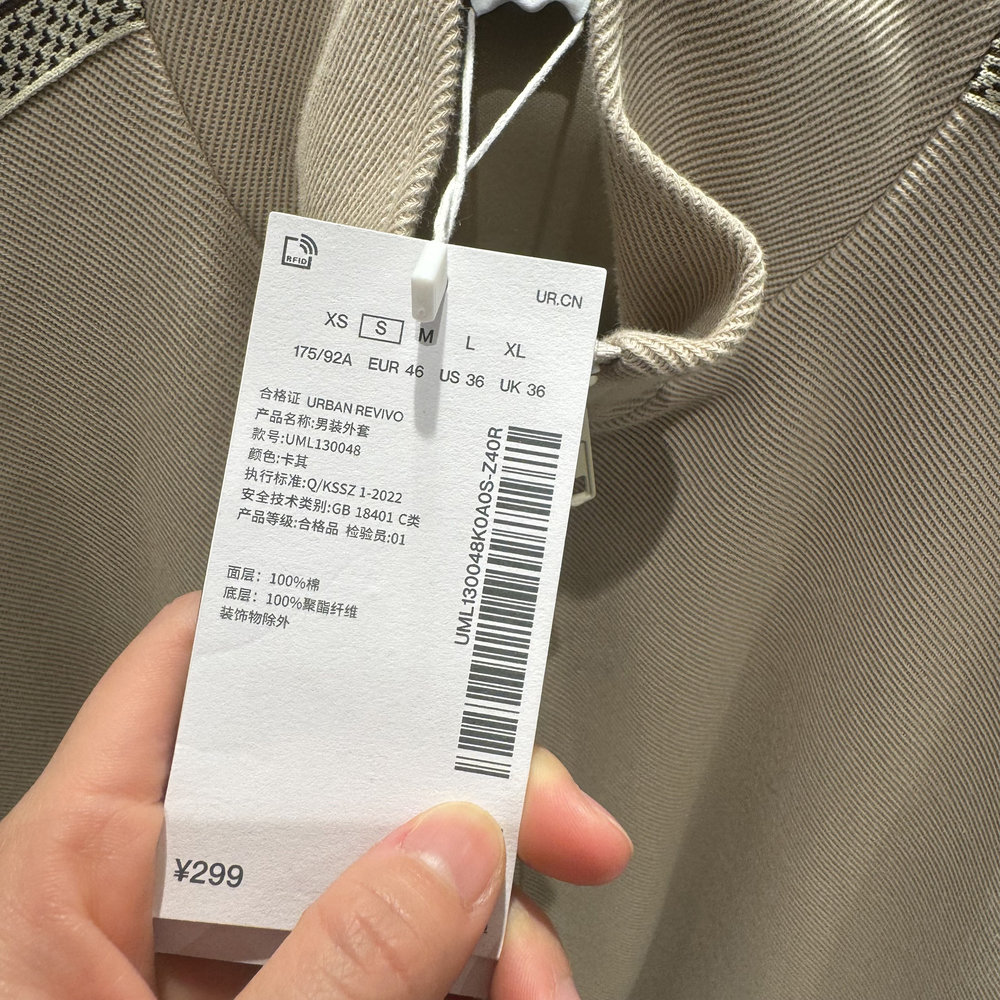 RFID
UR.CN
XS S M L XL
175/92A EUR 46 US 36 UK 36
合格证 URBAN REVIVO
产品名称:男装外套
款号:UML130048
颜色:卡其
执行标准:Q/KSSZ 1-2022
安全技术类别:GB 18401 C类
产品等级:合格品 检验员:01
面层：100%棉
底层：100%聚酯纤维
装饰物除外
UML130048K0A0S-Z40R
¥299